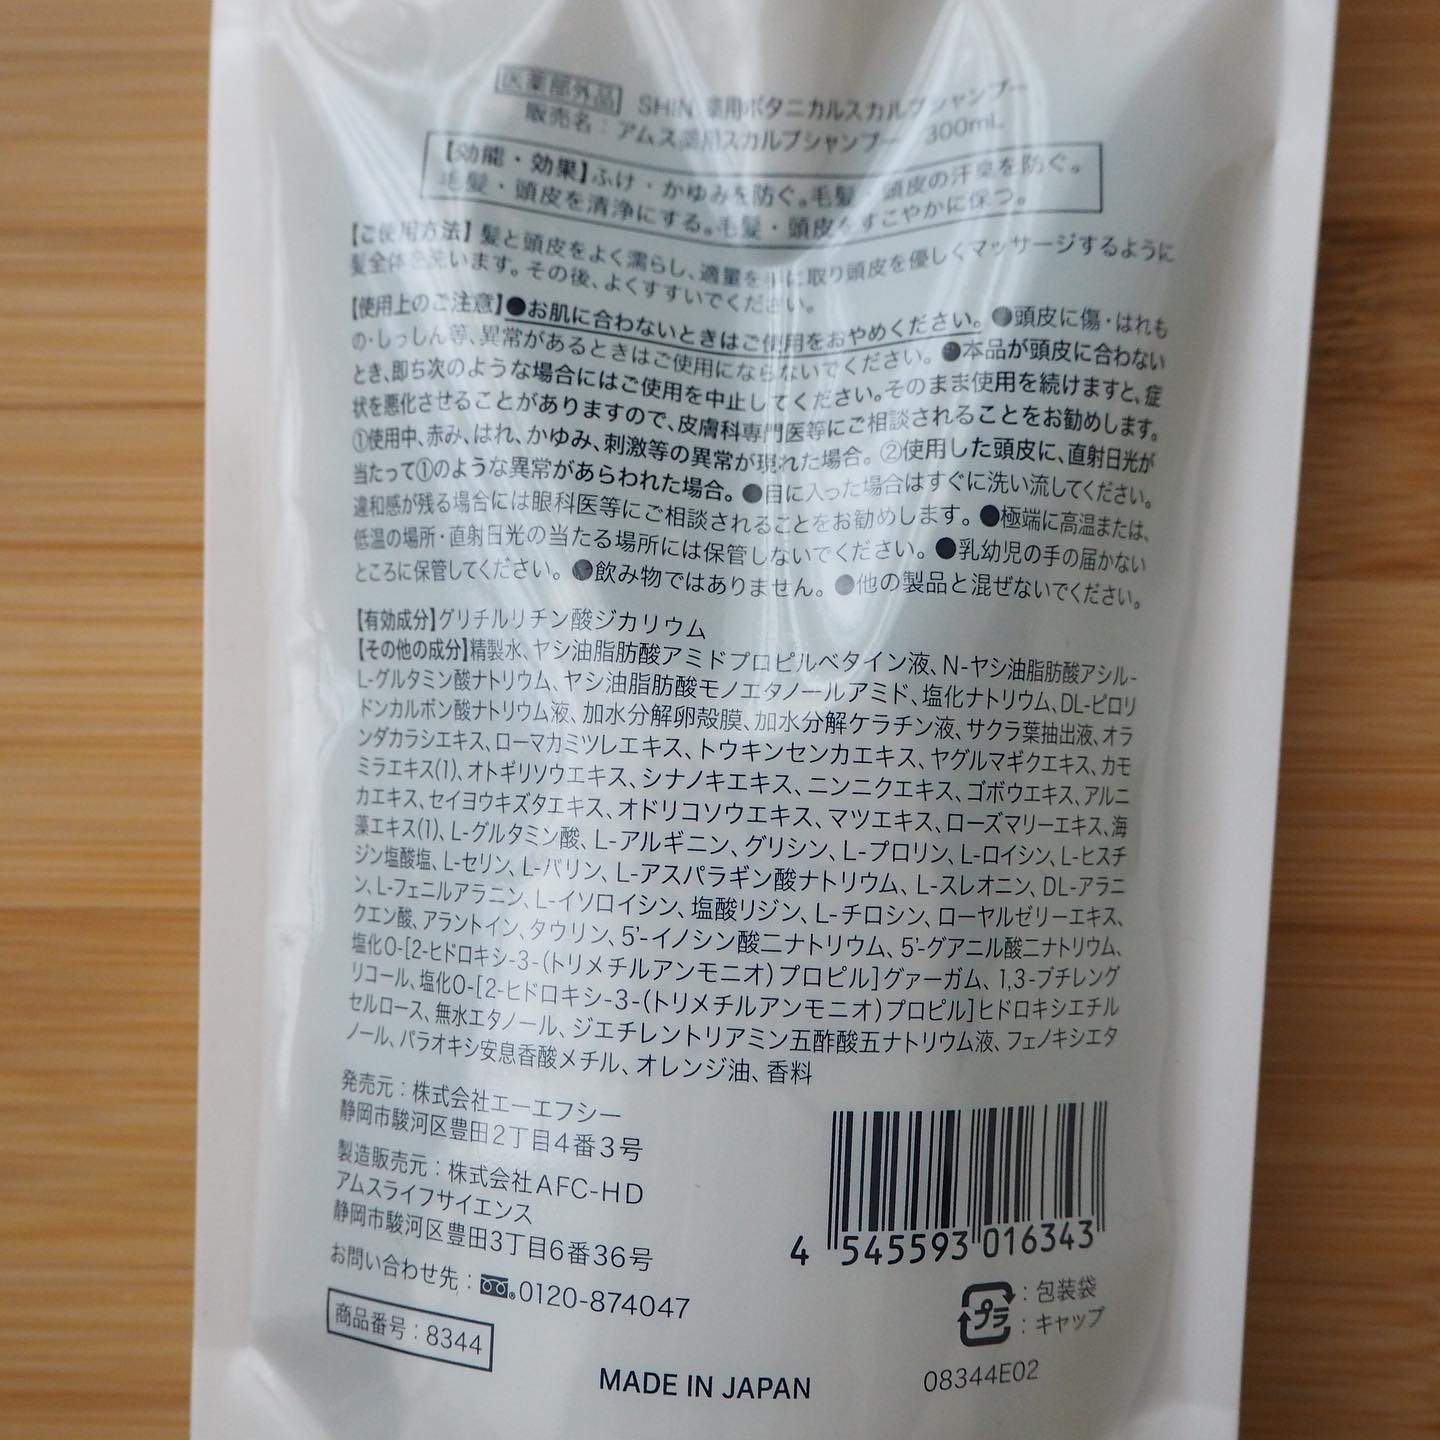 医薬部外品 SHIN 薬用ボタニカルスカルプシャンプー
販売名：アムス薬用スカルプシャンプー 300mL
【効能・効果】ふけ・かゆみを防ぐ。毛髪・頭皮の汗臭を防ぐ。
毛髪・頭皮を清浄にする。毛髪・頭皮をすこやかに保つ。
【ご使用方法】髪と頭皮をよく濡らし、適量を手に取り頭皮を優しくマッサージするように
髪全体を洗います。その後、よくすすいでください。
【使用上のご注意】●お肌に合わないときはご使用をおやめください。●頭皮に傷・はれも
の・しっしん等、異常があるときはご使用にならないでください。●本品が頭皮に合わない
とき、即ち次のような場合にはご使用を中止してください。そのまま使用を続けますと、症
状を悪化させることがありますので、皮膚科専門医等にご相談されることをお勧めします。
①使用中、赤み、はれ、かゆみ、刺激等の異常が現れた場合。②使用した頭皮に、直射日光が
当たって①のような異常があらわれた場合。●目に入った場合はすぐに洗い流してください。
違和感が残る場合には眼科医等にご相談されることをお勧めします。●極端に高温または、
低温の場所・直射日光の当たる場所には保管しないでください。●乳幼児の手の届かない
ところに保管してください。●飲み物ではありません。●他の製品と混ぜないでください。
【有効成分】グリチルリチン酸ジカリウム
【その他の成分】精製水、ヤシ油脂肪酸アミドプロピルベタイン液、N-ヤシ油脂肪酸アシル-
L-グルタミン酸ナトリウム、ヤシ油脂肪酸モノエタノールアミド、塩化ナトリウム、DL-ピロリ
ドンカルボン酸ナトリウム液、加水分解卵殻膜、加水分解ケラチン液、サクラ葉抽出液、オラ
ンダカラシエキス、ローマカミツレエキス、トウキンセンカエキス、ヤグルマギクエキス、カモ
ミラエキス(1)、オトギリソウエキス、シナノキエキス、ニンニクエキス、ゴボウエキス、アルニ
カエキス、セイヨウキズタエキス、オドリコソウエキス、マツエキス、ローズマリーエキス、海
藻エキス(1)、L-グルタミン酸、L-アルギニン、グリシン、L-プロリン、L-ロイシン、L-ヒスチ
ジン塩酸塩、L-セリン、L-バリン、L-アスパラギン酸ナトリウム、L-スレオニン、DL-アラニ
ン、L-フェニルアラニン、L-イソロイシン、塩酸リジン、L-チロシン、ローヤルゼリーエキス、
クエン酸、アラントイン、タウリン、5'-イノシン酸二ナトリウム、5'-グアニル酸二ナトリウム、
塩化O-[2-ヒドロキシ-3-(トリメチルアンモニオ)プロピル]グァーガム、1,3-ブチレング
リコール、塩化O-[2-ヒドロキシ-3-(トリメチルアンモニオ)プロピル]ヒドロキシエチル
セルロース、無水エタノール、ジエチレントリアミン五酢酸五ナトリウム液、フェノキシエタ
ノール、パラオキシ安息香酸メチル、オレンジ油、香料
発売元：株式会社エーエフシー
静岡市駿河区豊田2丁目4番3号
製造販売元：株式会社AFC-HD
アムスライフサイエンス
静岡市駿河区豊田3丁目6番36号
お問い合わせ先：0120-874047
商品番号：8344
4 545593 016343
プラ ：包装袋
：キャップ
MADE IN JAPAN
08344E02